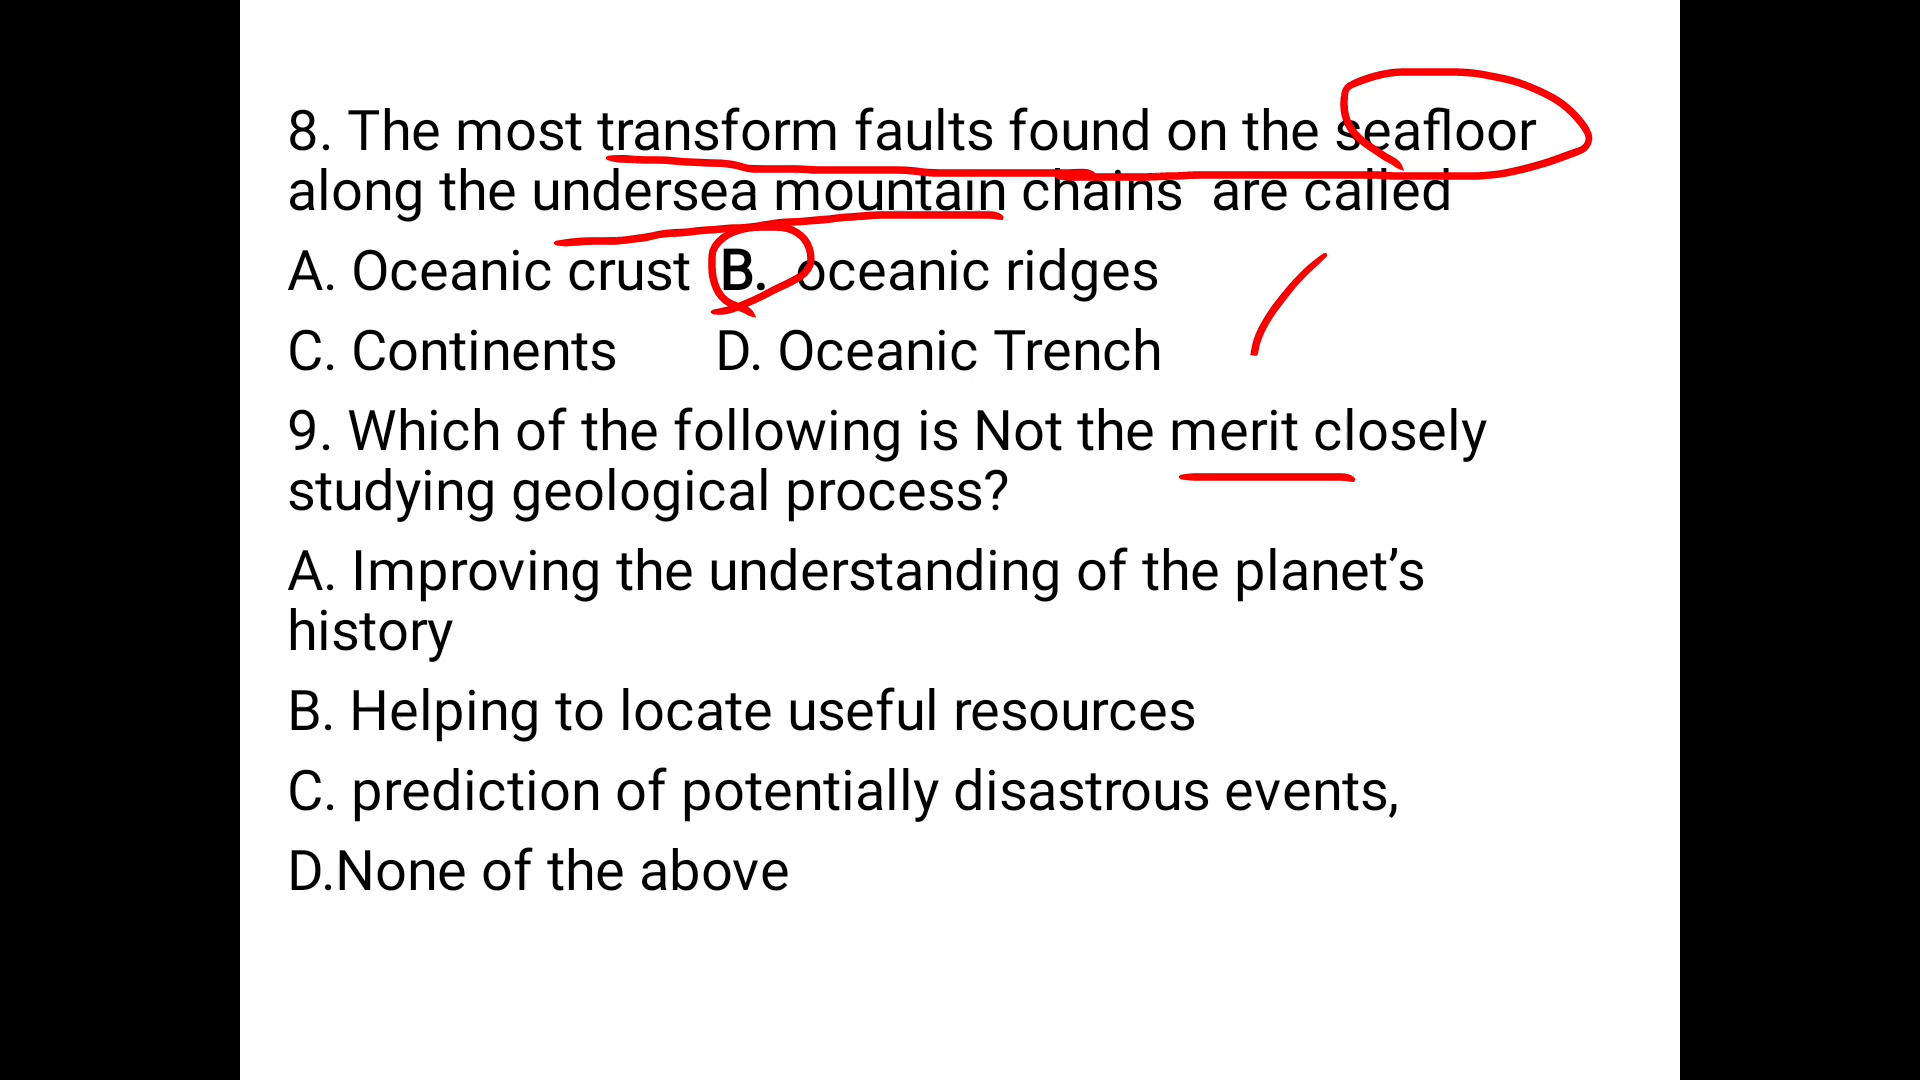 8. The most transform faults found on the seafloor
along the undersea mountain chains are called
A. Oceanic crust B. oceanic ridges
C. Continents D. Oceanic Trench
9. Which of the following is Not the merit closely
studying geological process?
A. Improving the understanding of the planet’s
history
B. Helping to locate useful resources
C. prediction of potentially disastrous events,
D.None of the above